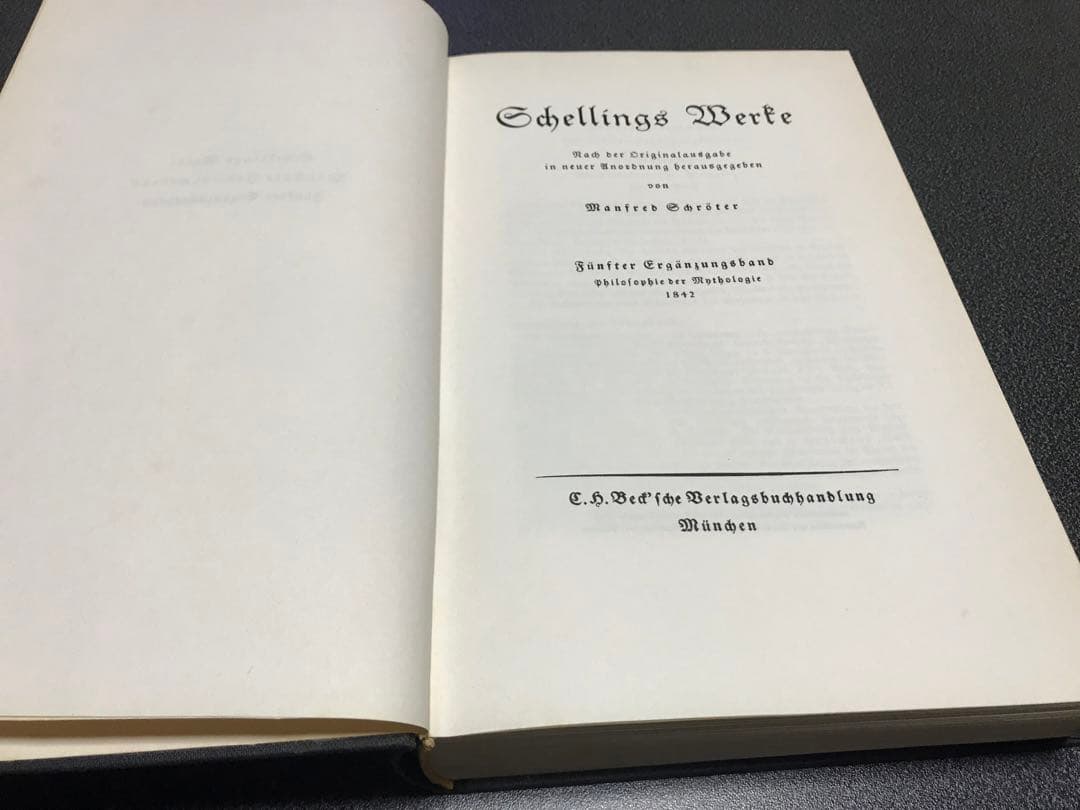 Schellings Werke
Nach der Originalausgabe
in neuer Anordnung herausgegeben
von
Manfred Schröter
Fünfter Ergänzungsband
Philosophie der Mythologie
1842
C.H.Beck'sche Verlagsbuchhandlung
München